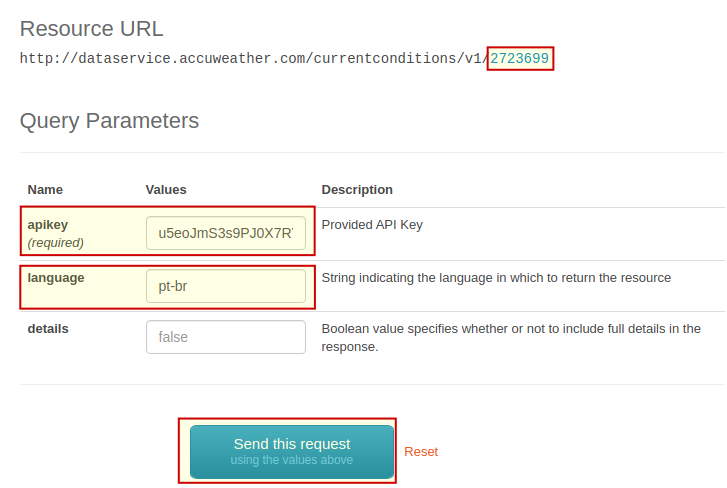 Resource URL
http://dataservice.accuweather.com/currentconditions/v1/2723699
Query Parameters
Name Values Description
apikey u5eoJmS3s9PJ0X7R Provided API Key
(required)
language pt-br String indicating the language in which to return the resource
details false Boolean value specifies whether or not to include full details in the
response.
Send this request
using the values above
Reset